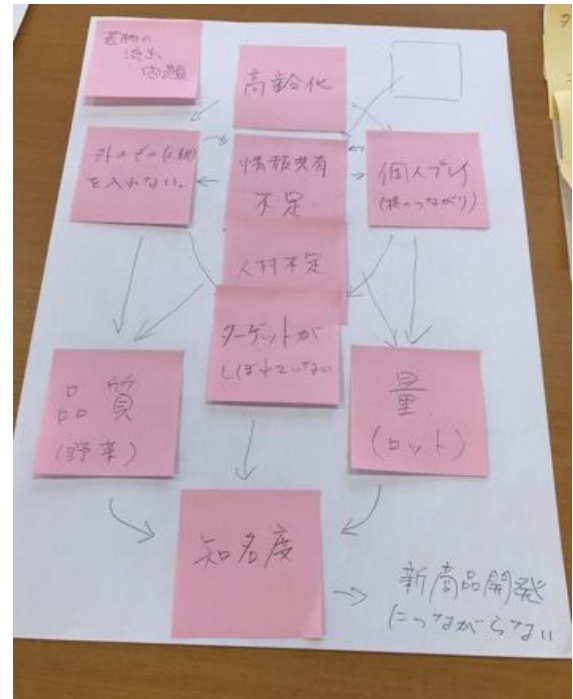 若物の
流出
問題
高齢化
外のもの(人組)
を入れない。
情報共有
不足
個人プレイ
(横のつながり)
人材不足
ターゲットが
しぼれていない
品質
(野菜)
量
(ロット)
知名度
新商品開発
につながらない